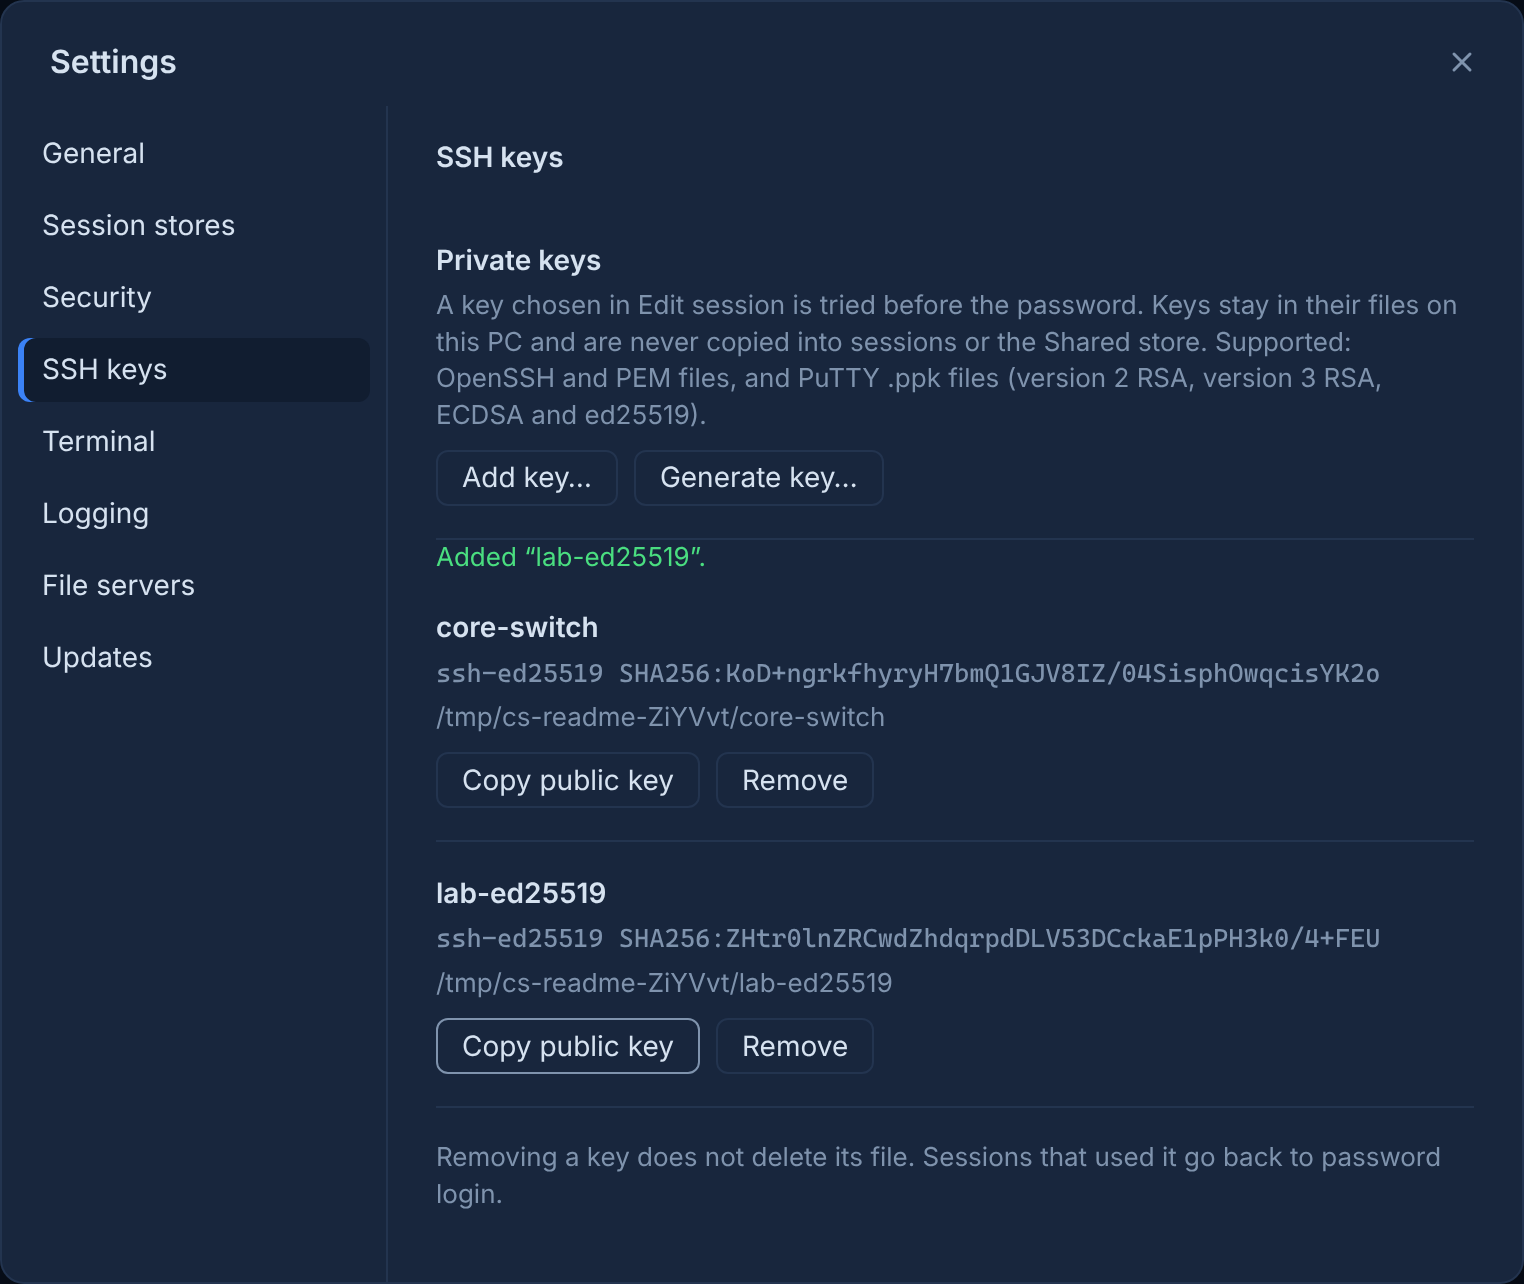 Settings
General
Session stores
Security
SSH keys
Terminal
Logging
File servers
Updates
SSH keys
Private keys
A key chosen in Edit session is tried before the password. Keys stay in their files on
this PC and are never copied into sessions or the Shared store. Supported:
OpenSSH and PEM files, and PuTTY .ppk files (version 2 RSA, version 3 RSA,
ECDSA and ed25519).
Add key...
Generate key...
Added “lab-ed25519”.
core-switch
ssh-ed25519 SHA256:KoD+ngrkfhyryH7bmQ1GJV8IZ/04SisphOwqcisYK2o
/tmp/cs-readme-ZiYVvt/core-switch
Copy public key
Remove
lab-ed25519
ssh-ed25519 SHA256:ZHtr0lnZRCwdZhdqrpdDLV53DCckaE1pPH3k0/4+FEU
/tmp/cs-readme-ZiYVvt/lab-ed25519
Copy public key
Remove
Removing a key does not delete its file. Sessions that used it go back to password
login.